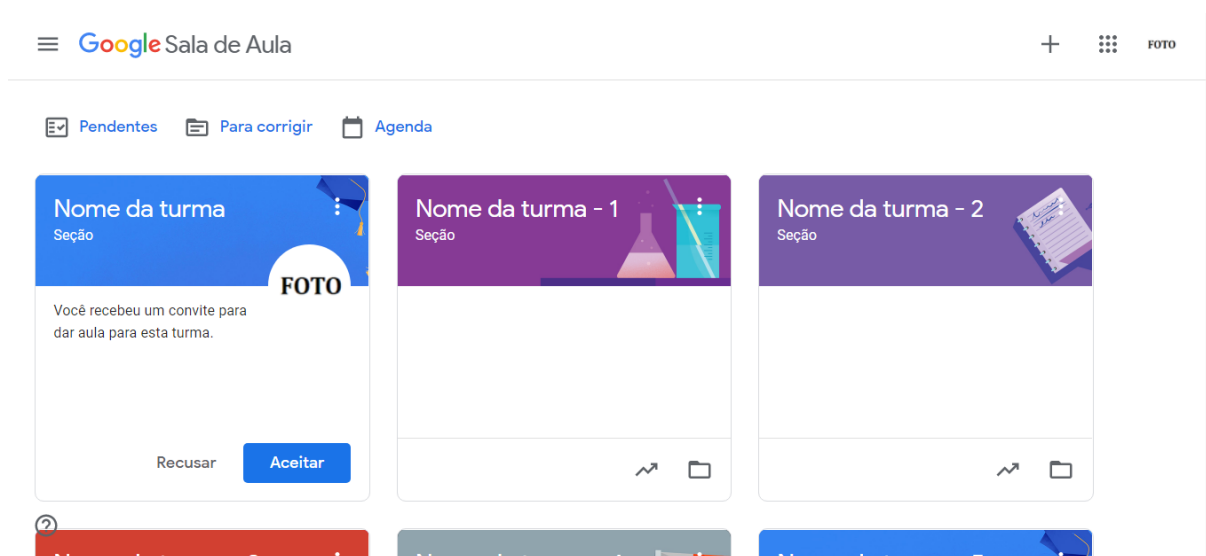 Google Sala de Aula
FOTO
Pendentes
Para corrigir
Agenda
Nome da turma
Seção
FOTO
Você recebeu um convite para
dar aula para esta turma.
Recusar
Aceitar
Nome da turma - 1
Seção
Nome da turma - 2
Seção